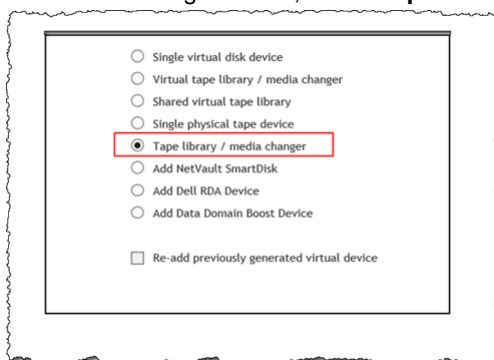 Single virtual disk device
Virtual tape library / media changer
Shared virtual tape library
Single physical tape device
Tape library / media changer
Add NetVault SmartDisk
Add Dell RDA Device
Add Data Domain Boost Device
Re-add previously generated virtual device